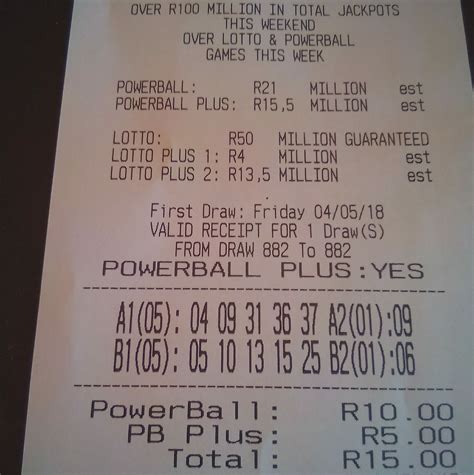 OVER R100 MILLION IN TOTAL JACKPOTS
THIS WEEKEND
OVER LOTTO & POWERBALL
GAMES THIS WEEK
POWERBALL: R21 MILLION est
POWERBALL PLUS: R15,5 MILLION est
LOTTO: R50 MILLION GUARANTEED
LOTTO PLUS 1: R4 MILLION est
LOTTO PLUS 2: R13,5 MILLION est
First Draw: Friday 04/05/18
VALID RECEIPT FOR 1 Draw(S)
FROM DRAW 882 To 882
POWERBALL PLUS:YES
A1(05): 04 09 31 36 37 A2(01):09
B1(05): 05 10 13 15 25 B2(01):06
PowerBall: R10.00
PB Plus: R5.00
Total: R15.00